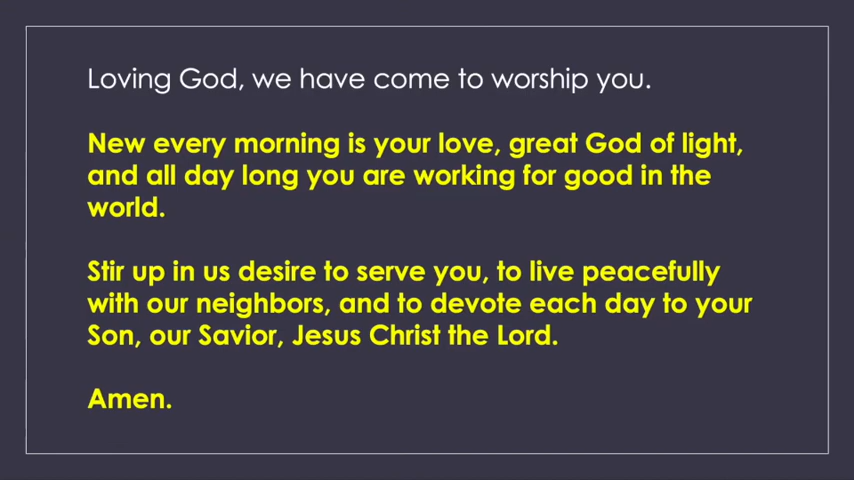 Loving God, we have come to worship you.
New every morning is your love, great God of light,
and all day long you are working for good in the
world.
Stir up in us desire to serve you, to live peacefully
with our neighbors, and to devote each day to your
Son, our Savior, Jesus Christ the Lord.
Amen.